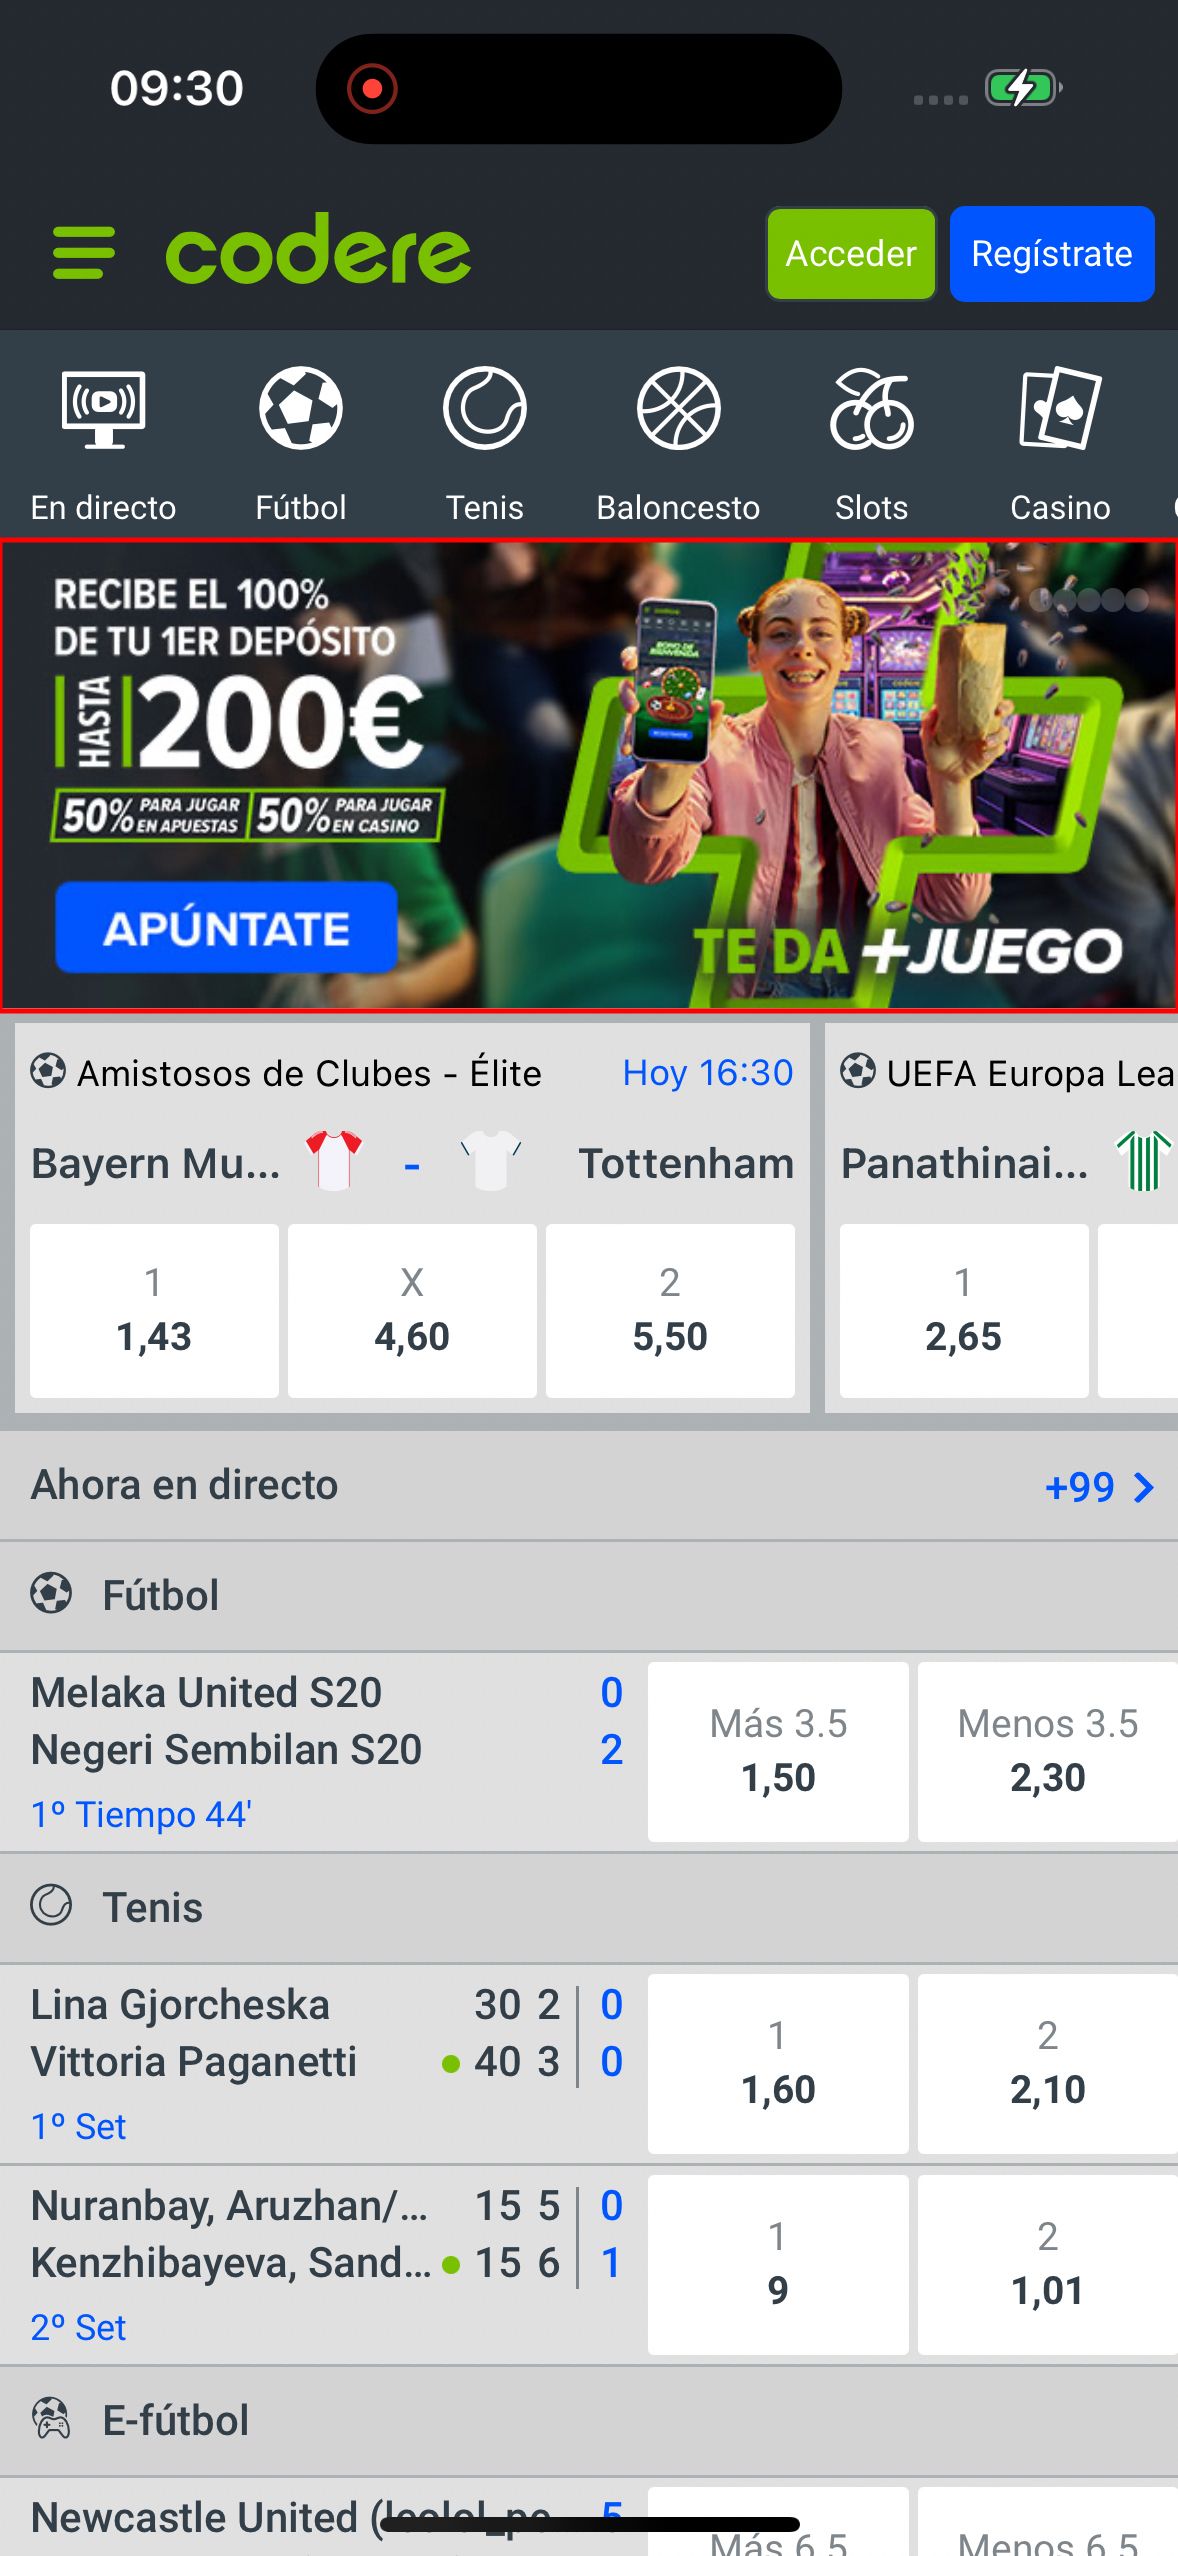 09:30
codere
Acceder
Regístrate
En directo
Fútbol
Tenis
Baloncesto
Slots
Casino
RECIBE EL 100%
DE TU 1ER DEPÓSITO
HASTA
200€
50% PARA JUGAR EN APUESTAS
50% PARA JUGAR EN CASINO
APÚNTATE
TE DA +JUEGO
Amistosos de Clubes - Élite
Hoy 16:30
Bayern Mu... - Tottenham
1
X
2
1,43
4,60
5,50
UEFA Europa Lea
Panathinai...
1
2,65
Ahora en directo
+99
Fútbol
Melaka United S20 0
Negeri Sembilan S20 2
1º Tiempo 44'
Más 3.5
1,50
Menos 3.5
2,30
Tenis
Lina Gjorcheska 30 2 0
Vittoria Paganetti 40 3 0
1º Set
1
1,60
2
2,10
Nuranbay, Aruzhan/... 15 5 0
Kenzhibayeva, Sand... 15 6 1
2º Set
1
9
2
1,01
E-fútbol
Newcastle United 5
Más 6.5
Menos 6.5